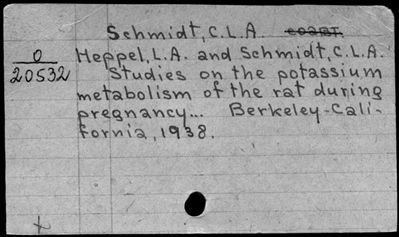 Schmidt, C.L.A. coaut.
O
20532
Heppel, L.A. and Schmidt, C.L.A.
Studies on the potassium
metabolism of the rat during
pregnancy... Berkeley-Cali-
fornia, 1938.
x